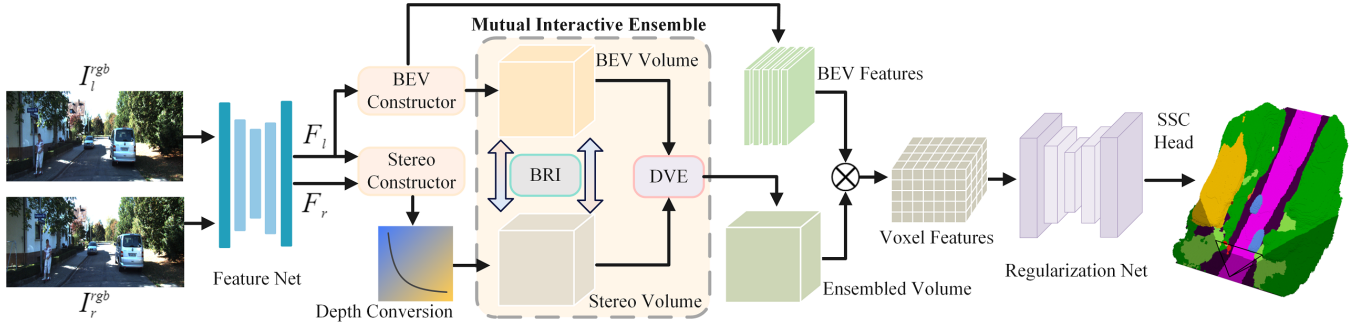 I_l^{rgb}
I_r^{rgb}
Feature Net
F_l
F_r
BEV
Constructor
Stereo
Constructor
Depth Conversion
Mutual Interactive Ensemble
BEV Volume
BRI
DVE
Stereo Volume
BEV Features
Ensembled Volume
Voxel Features
Regularization Net
SSC
Head